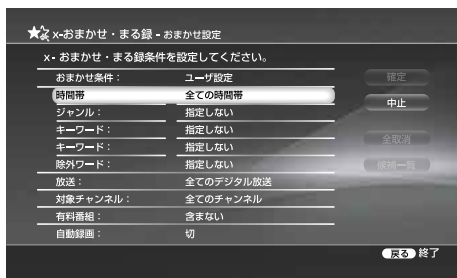 x-おまかせ・まる録 - おまかせ設定
x- おまかせ・まる録条件を設定してください。
おまかせ条件： ユーザ設定
時間帯 全ての時間帯
ジャンル： 指定しない
キーワード： 指定しない
キーワード： 指定しない
除外ワード： 指定しない
放送： 全てのデジタル放送
対象チャンネル： 全てのチャンネル
有料番組： 含まない
自動録画： 切
確定
中止
全取消
候補一覧
戻る 終了